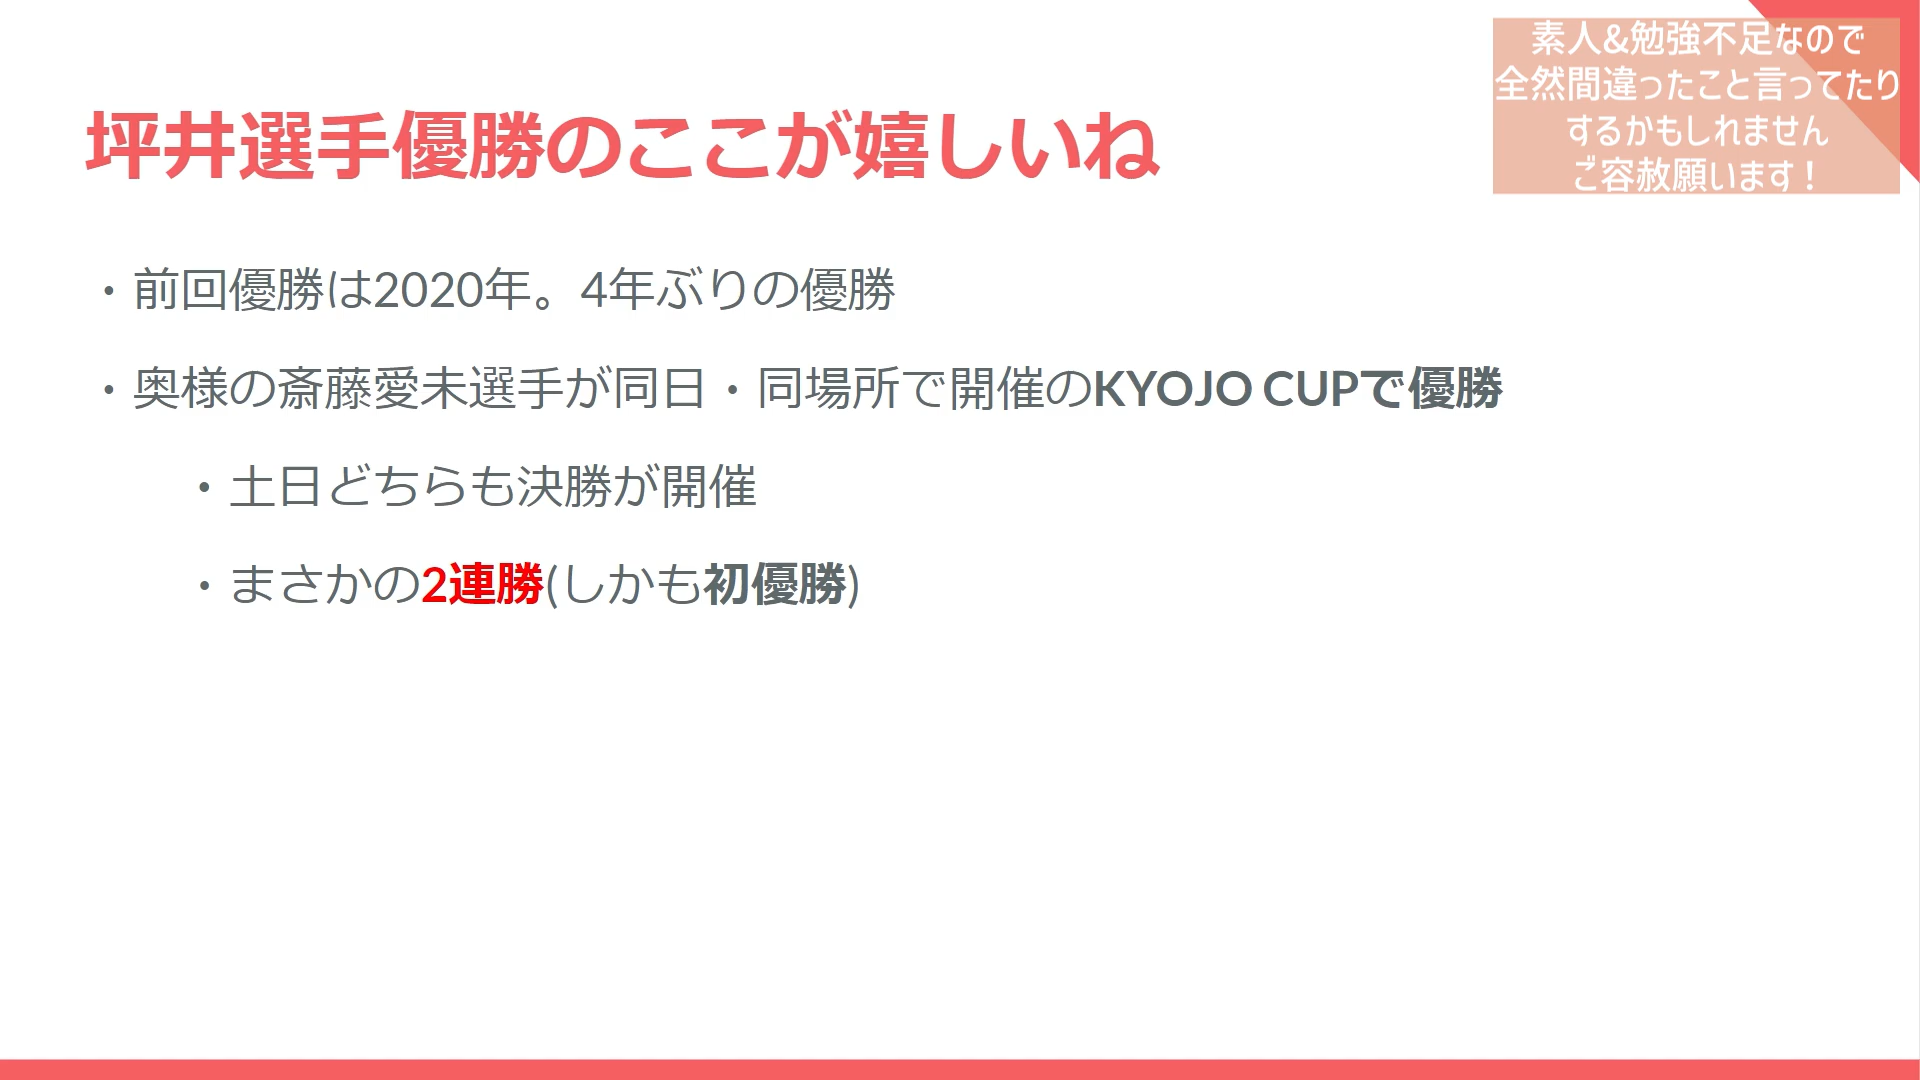 素人&勉強不足なので
全然間違ったこと言ってたり
するかもしれません
ご容赦願います！
坪井選手優勝のここが嬉しいね
・前回優勝は2020年。4年ぶりの優勝
・奥様の斎藤愛未選手が同日・同場所で開催のKYOJO CUPで優勝
・土日どちらも決勝が開催
・まさかの2連勝(しかも初優勝)